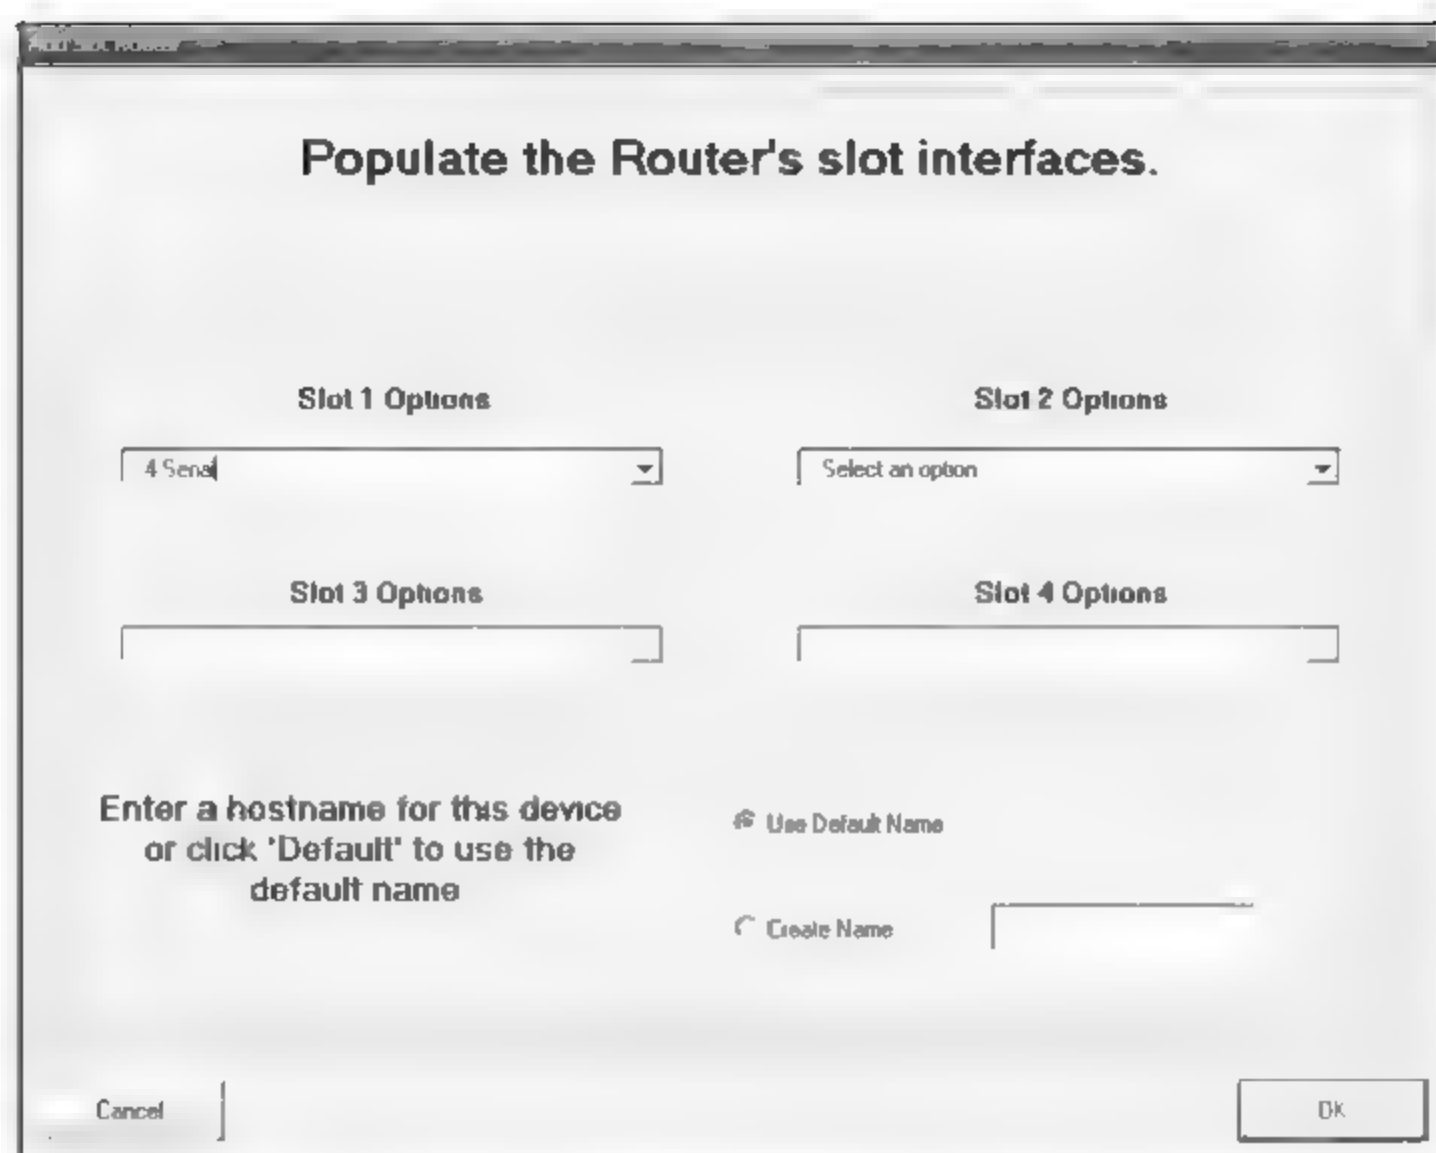 Populate the Router's slot interfaces.
Slot 1 Options
Slot 2 Options
4 Serial
Select an option
Slot 3 Options
Slot 4 Options
Enter a hostname for this device
or click 'Default' to use the
default name
Use Default Name
Create Name
Cancel
OK